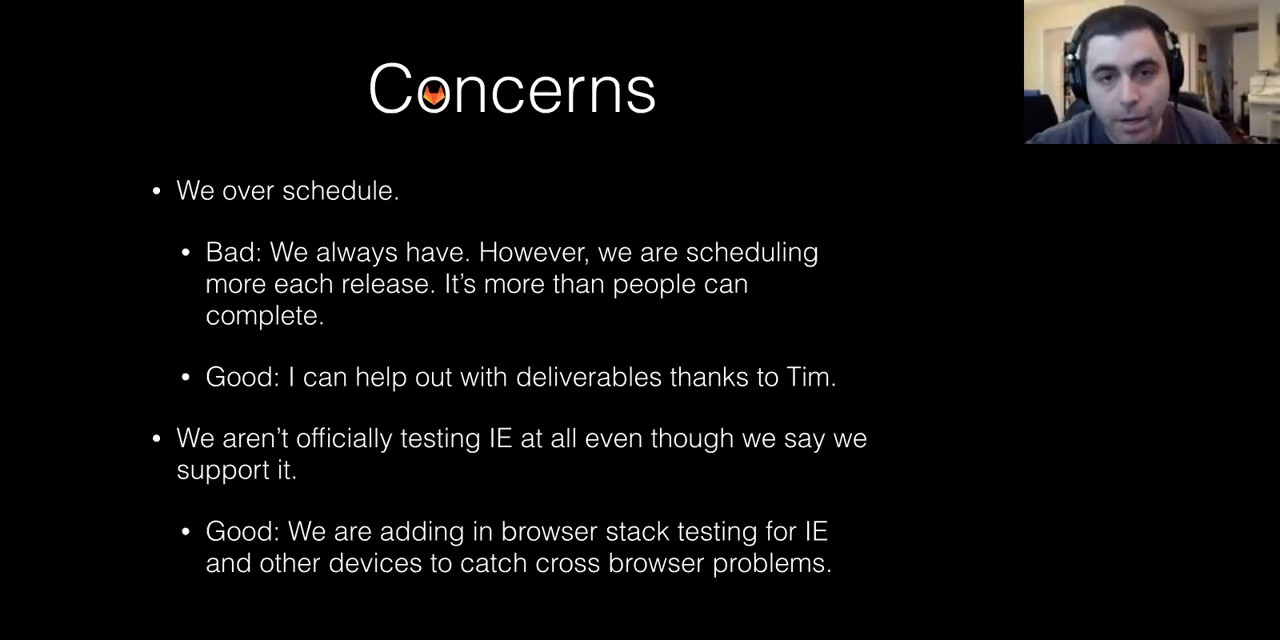 Concerns
• We over schedule.
• Bad: We always have. However, we are scheduling
more each release. It's more than people can
complete.
• Good: I can help out with deliverables thanks to Tim.
• We aren't officially testing IE at all even though we say we
support it.
• Good: We are adding in browser stack testing for IE
and other devices to catch cross browser problems.